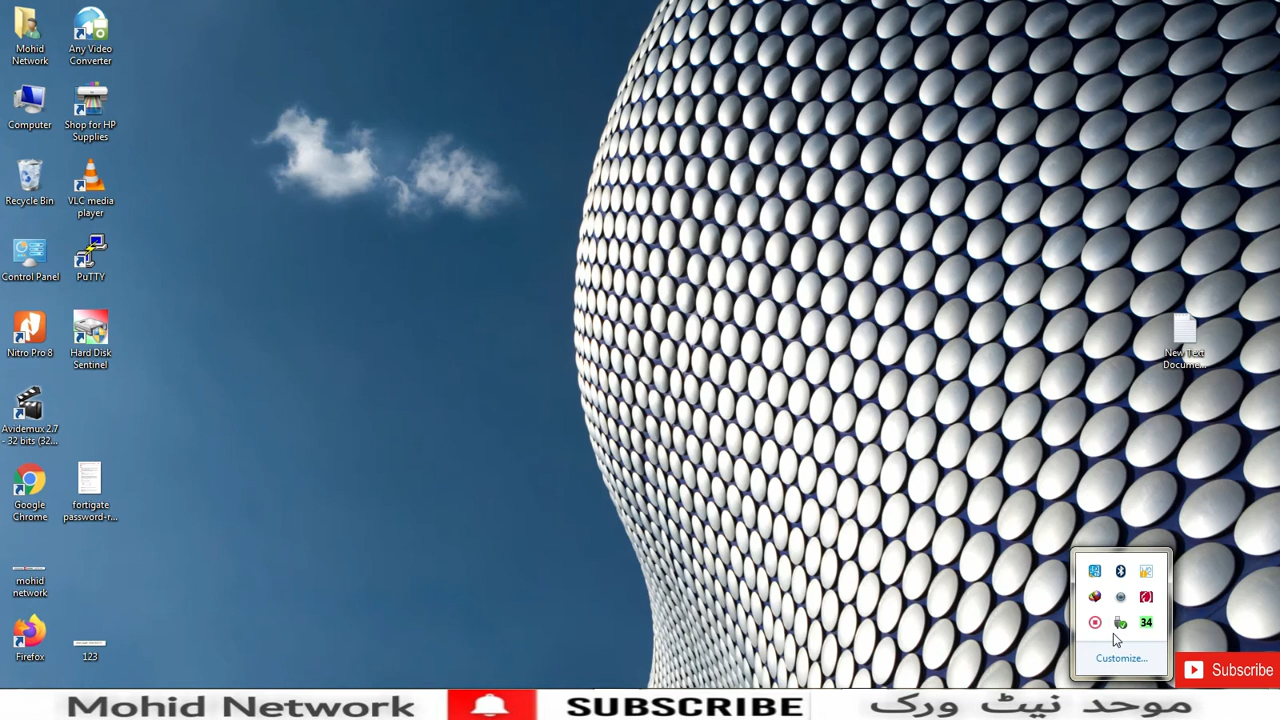 Mohid
Network
Any Video
Converter
Computer
Shop for HP
Supplies
Recycle Bin
VLC media
player
Control Panel
PuTTY
Nitro Pro 8
Hard Disk
Sentinel
Avidemux 2.7
- 32 bits (32...
Google
Chrome
fortigate
password-r...
mohid
network
Firefox
123
New Text
Docume...
34
Customize...
Subscribe
Mohid Network
SUBSCRIBE
موحد نیٹ ورک